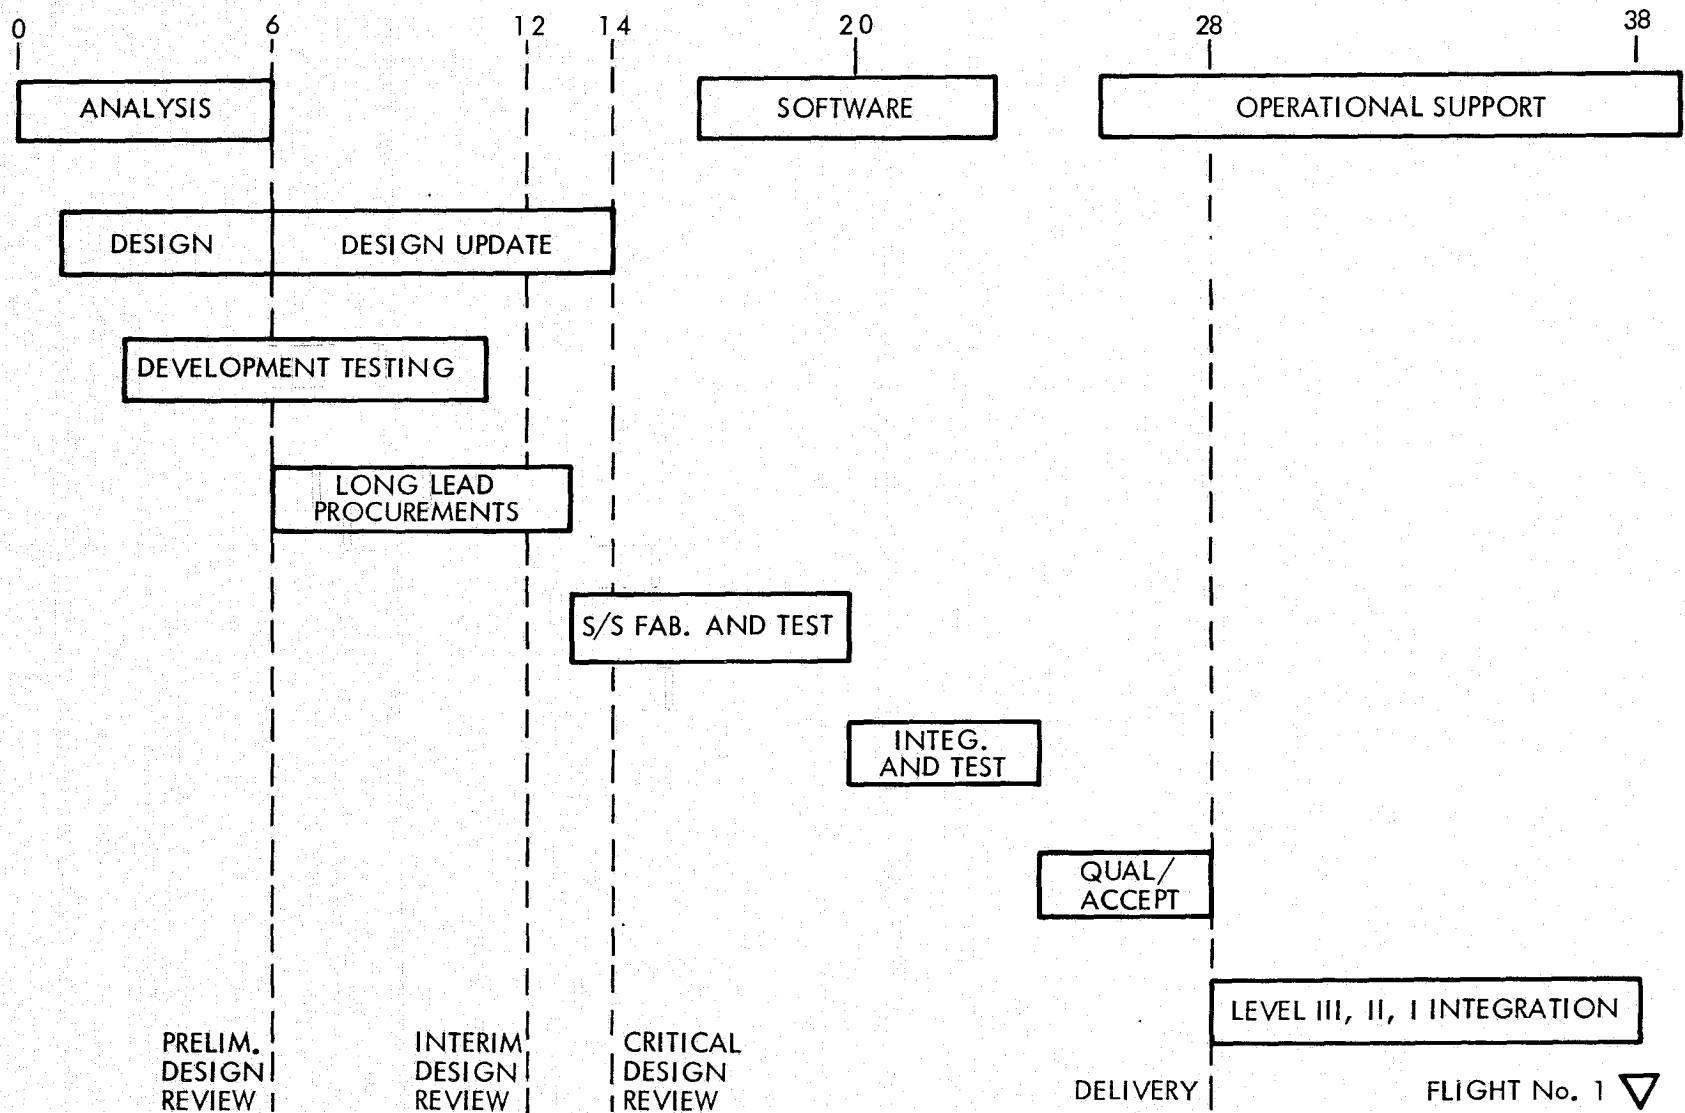 0 6 12 14 20 28 38
ANALYSIS SOFTWARE OPERATIONAL SUPPORT
DESIGN DESIGN UPDATE
DEVELOPMENT TESTING
LONG LEAD
PROCUREMENTS
S/S FAB. AND TEST
INTEG.
AND TEST
QUAL/
ACCEPT
LEVEL III, II, I INTEGRATION
PRELIM.
DESIGN
REVIEW
INTERIM
DESIGN
REVIEW
CRITICAL
DESIGN
REVIEW
DELIVERY
FLIGHT No. 1